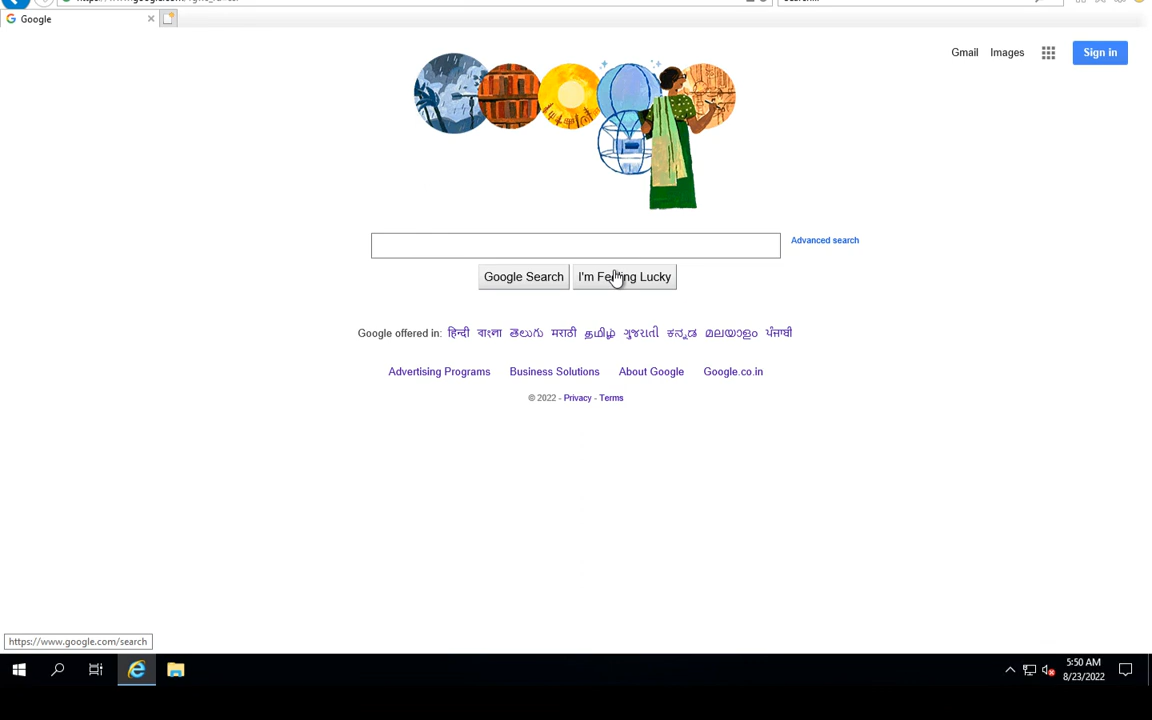 Google
Gmail Images Sign in
Advanced search
Google Search I'm Feeling Lucky
Google offered in: हिन्दी বাংলা తెలుగు मराठी தமிழ் ગુજરાતી ಕನ್ನಡ മലയാളം ਪੰਜਾਬੀ
Advertising Programs Business Solutions About Google Google.co.in
© 2022 - Privacy - Terms
https://www.google.com/search
5:50 AM
8/23/2022